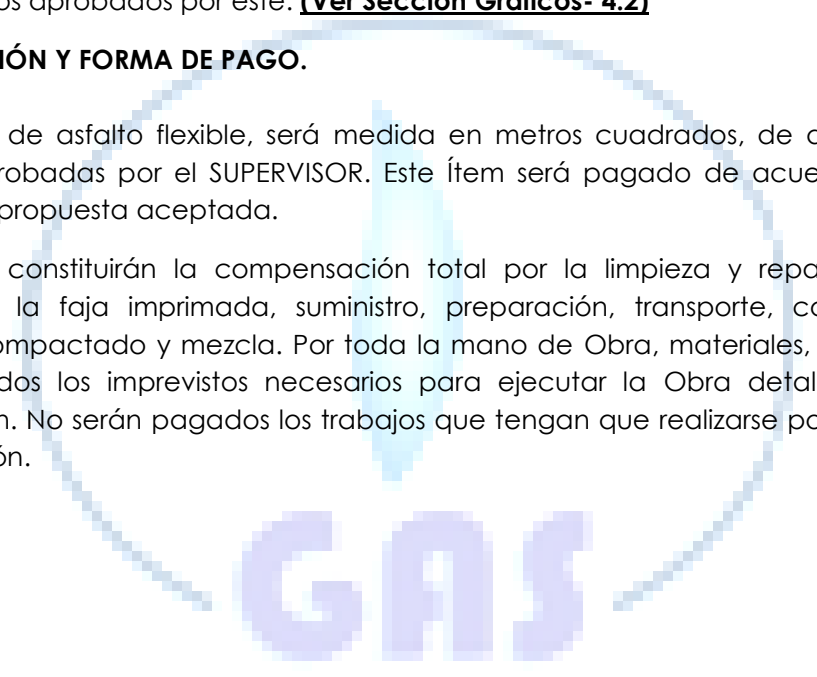 os aprobados por este. (Ver Sección Gráficos- 4.2)
IÓN Y FORMA DE PAGO.
de asfalto flexible, será medida en metros cuadrados, de
robadas por el SUPERVISOR. Este Ítem será pagado de acue
propuesta aceptada.
constituirán la compensación total por la limpieza y repa
la faja imprimada, suministro, preparación, transporte, co
ompactado y mezcla. Por toda la mano de Obra, materiales,
dos los imprevistos necesarios para ejecutar la Obra detal
n. No serán pagados los trabajos que tengan que realizarse po
ón.
GAS